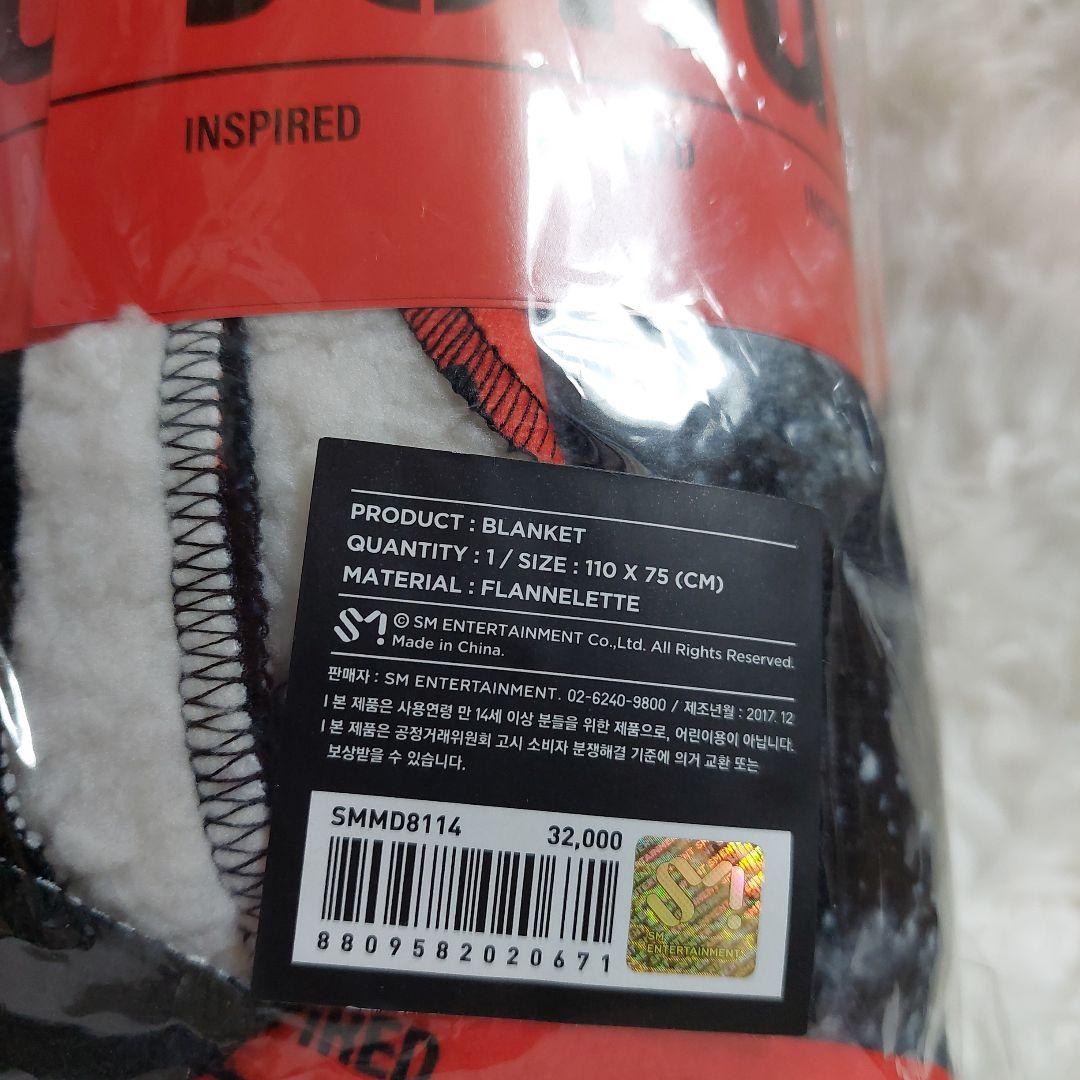 INSPIRED
PRODUCT : BLANKET
QUANTITY : 1 / SIZE : 110 X 75 (CM)
MATERIAL : FLANNELETTE
SM! © SM ENTERTAINMENT Co.,Ltd. All Rights Reserved.
Made in China.
판매자 : SM ENTERTAINMENT. 02-6240-9800 / 제조년월 : 2017. 12
| 본 제품은 사용연령 만 14세 이상 분들을 위한 제품으로, 어린이용이 아닙니다.
| 본 제품은 공정거래위원회 고시 소비자 분쟁해결 기준에 의거 교환 또는
보상받을 수 있습니다.
SMMD8114 32,000
8809582020671
SM!
SM
ENTERTAINMENT
PIRED